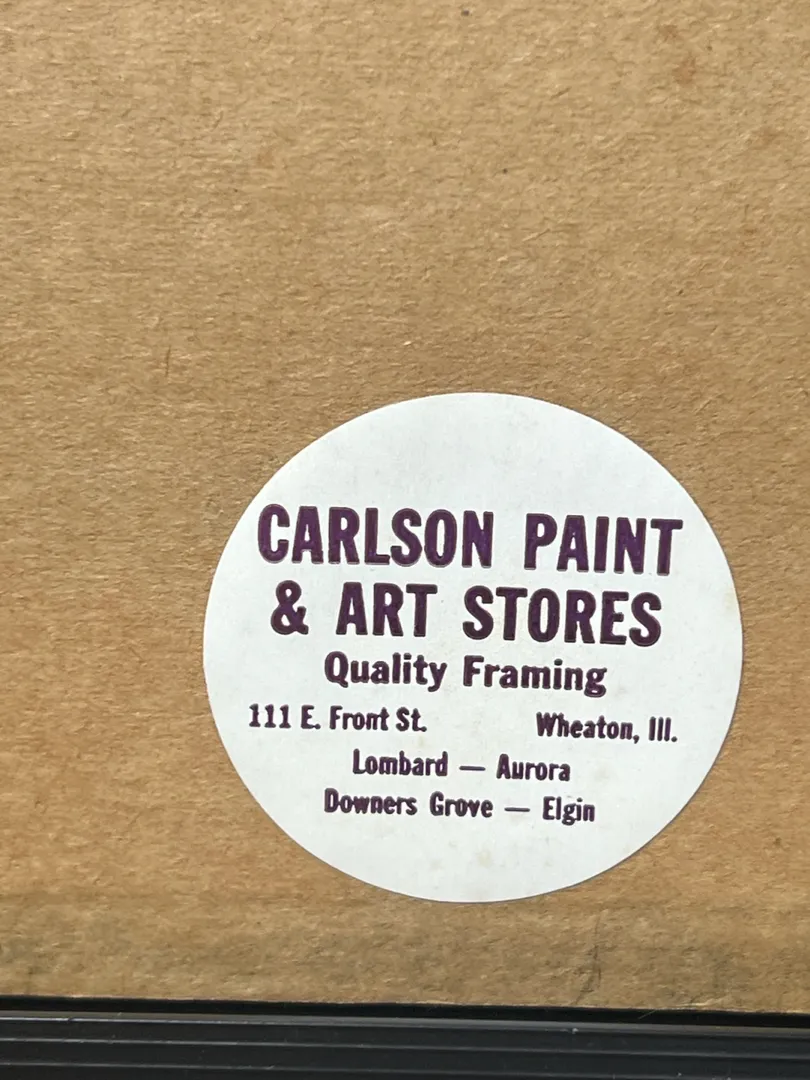 CARLSON PAINT
& ART STORES
Quality Framing
111 E. Front St. Wheaton, Ill.
Lombard — Aurora
Downers Grove — Elgin